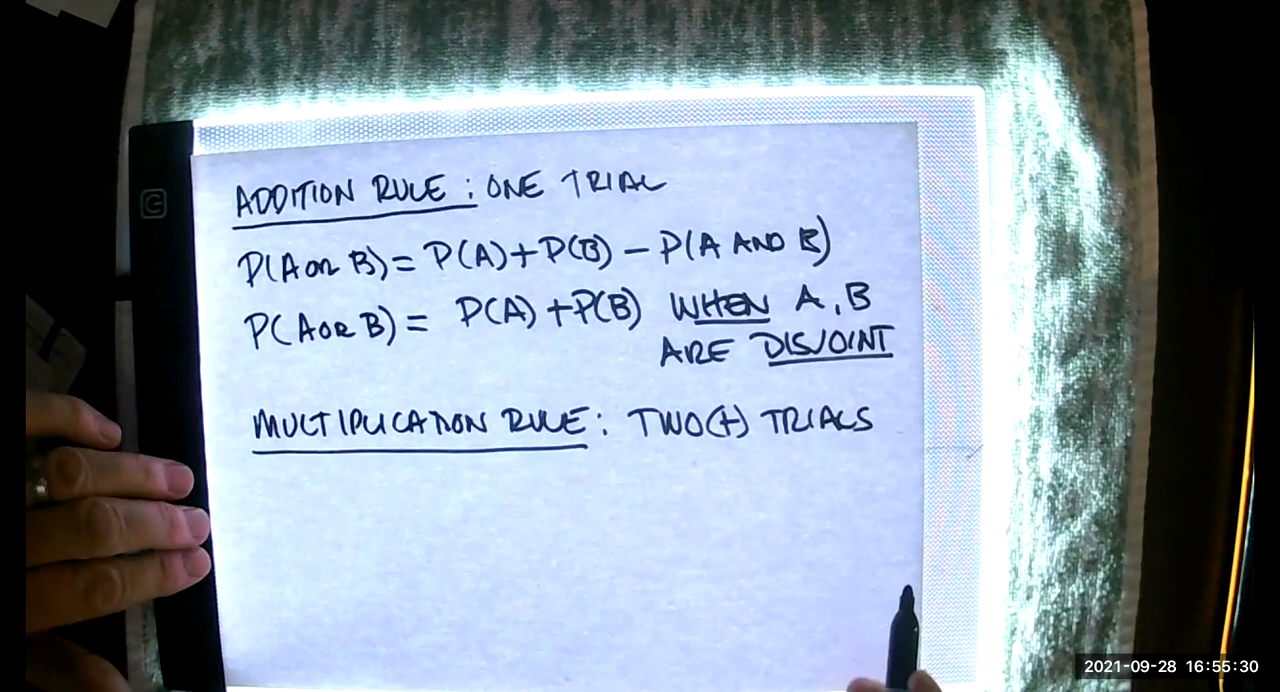 ADDITION RULE: ONE TRIAL
P(A OR B) = P(A) + P(B) - P(A AND B)
P(A OR B) = P(A) + P(B) WHEN A, B
ARE DISJOINT
MULTIPLICATION RULE: TWO(+) TRIALS
2021-09-28 16:55:30